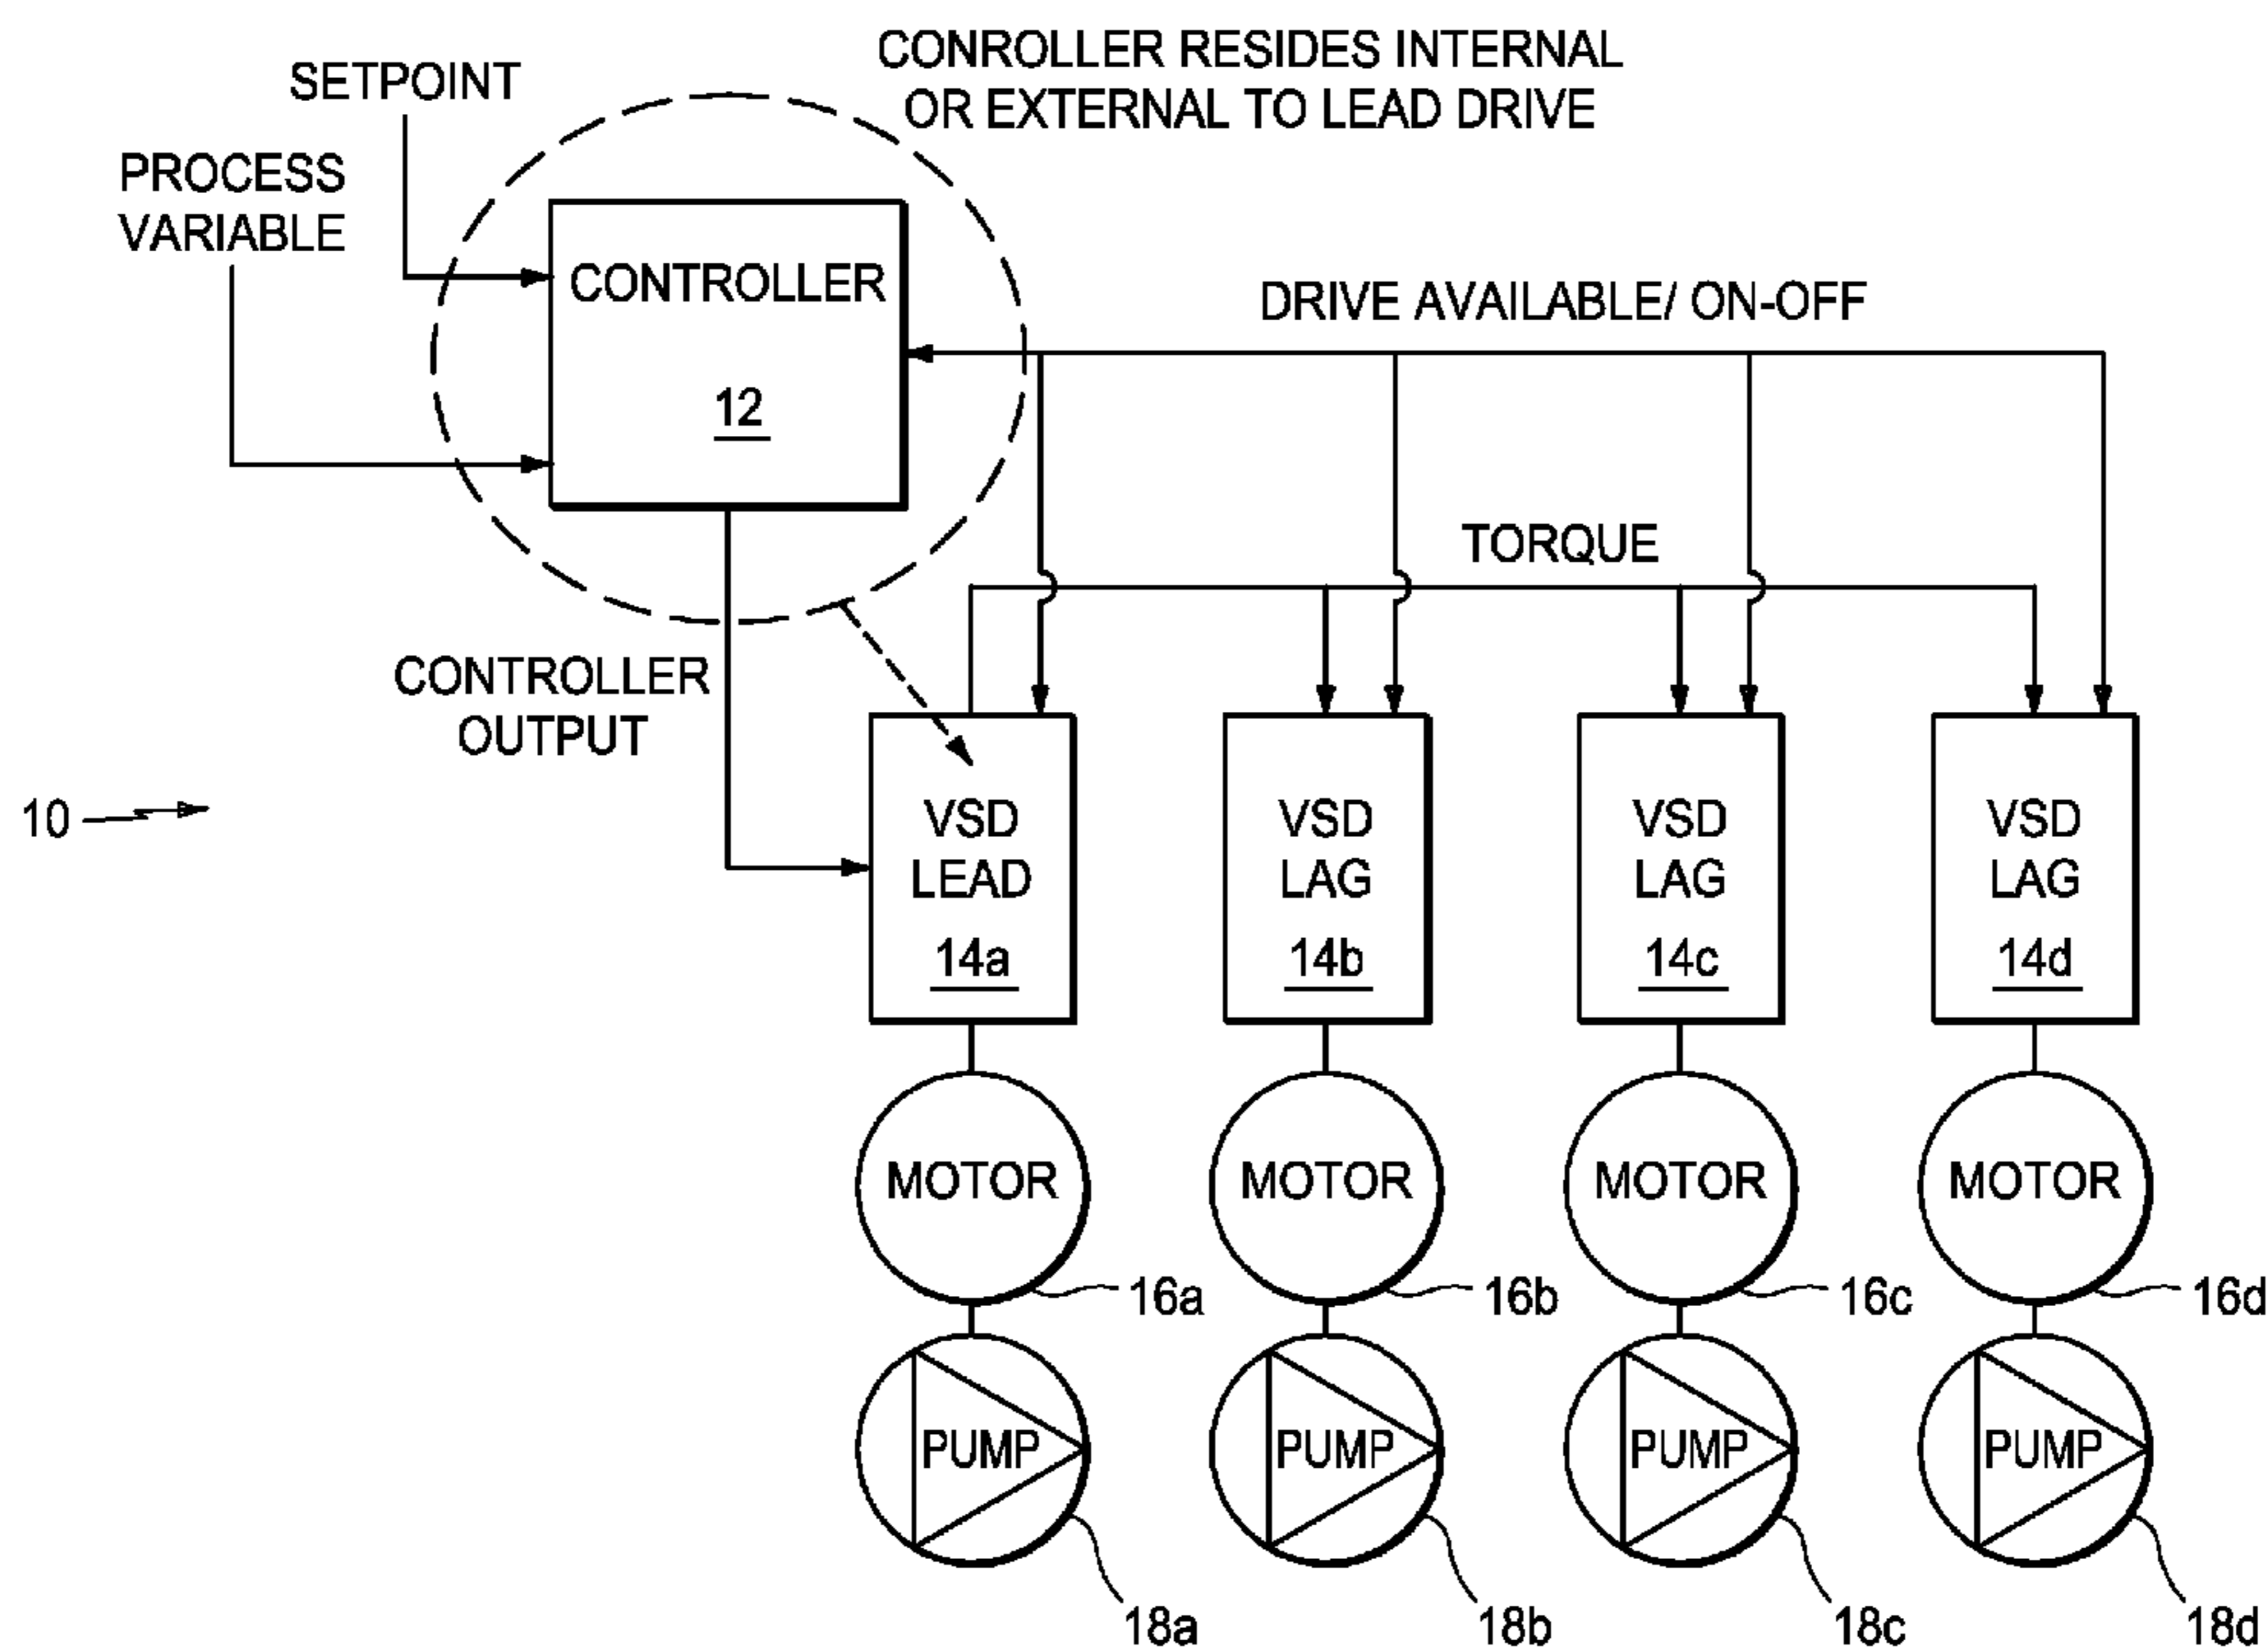 CONROLLER RESIDES INTERNAL
OR EXTERNAL TO LEAD DRIVE
SETPOINT
PROCESS
VARIABLE
CONTROLLER
12
DRIVE AVAILABLE/ ON-OFF
TORQUE
CONTROLLER
OUTPUT
10
VSD
LEAD
14a
VSD
LAG
14b
VSD
LAG
14c
VSD
LAG
14d
MOTOR
MOTOR
MOTOR
MOTOR
16a
16b
16c
16d
PUMP
PUMP
PUMP
PUMP
18a
18b
18c
18d